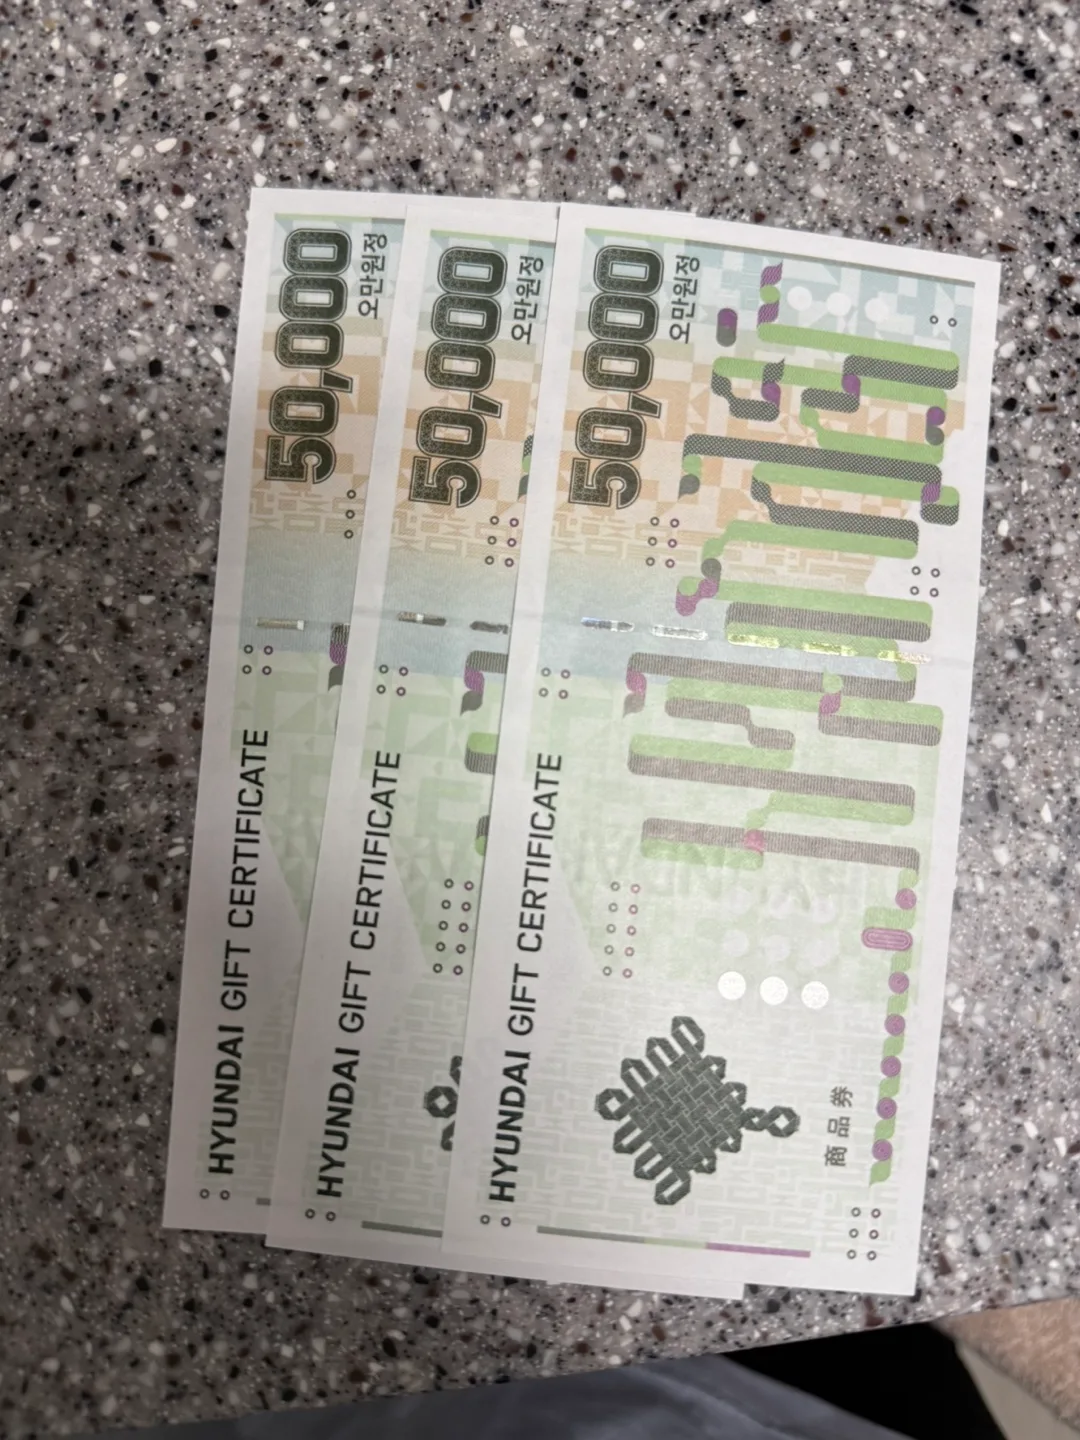 50,000
오만원정
HYUNDAI GIFT CERTIFICATE
50,000
오만원정
HYUNDAI GIFT CERTIFICATE
50,000
오만원정
HYUNDAI GIFT CERTIFICATE
商品券